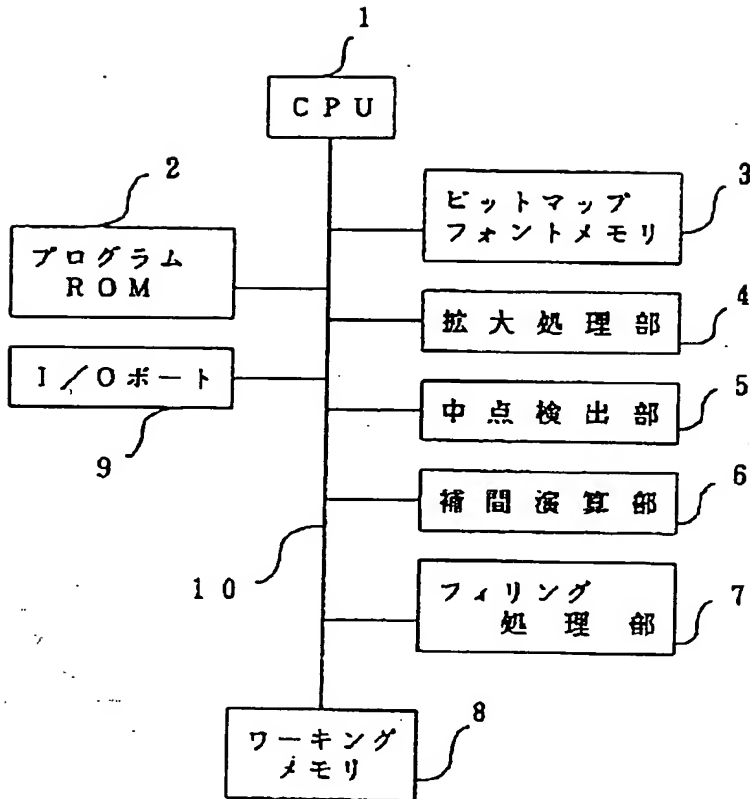 1
CPU
2
プログラム
ROM
ビットマップ
フォントメモリ
3
拡大処理部
4
I/Oポート
9
中点検出部
5
補間演算部
6
10
フィリング
処理部
7
ワーキング
メモリ
8